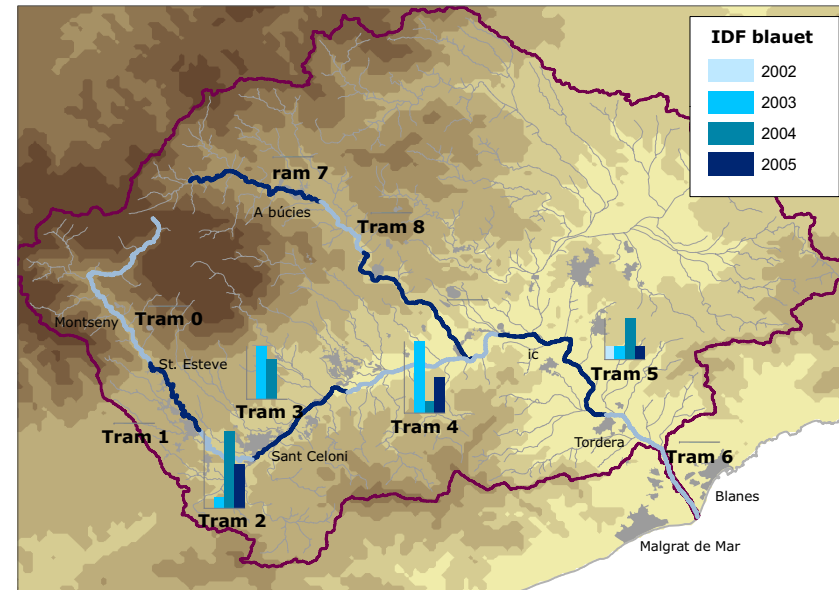 IDF blauet
2002
2003
2004
2005
ram 7
A búcies
Tram 8
Montseny
Tram 0
St. Esteve
ic
Tram 5
Tram 3
Tram 4
Tram 1
Sant Celoni
Tordera
Tram 6
Tram 2
Blanes
Malgrat de Mar